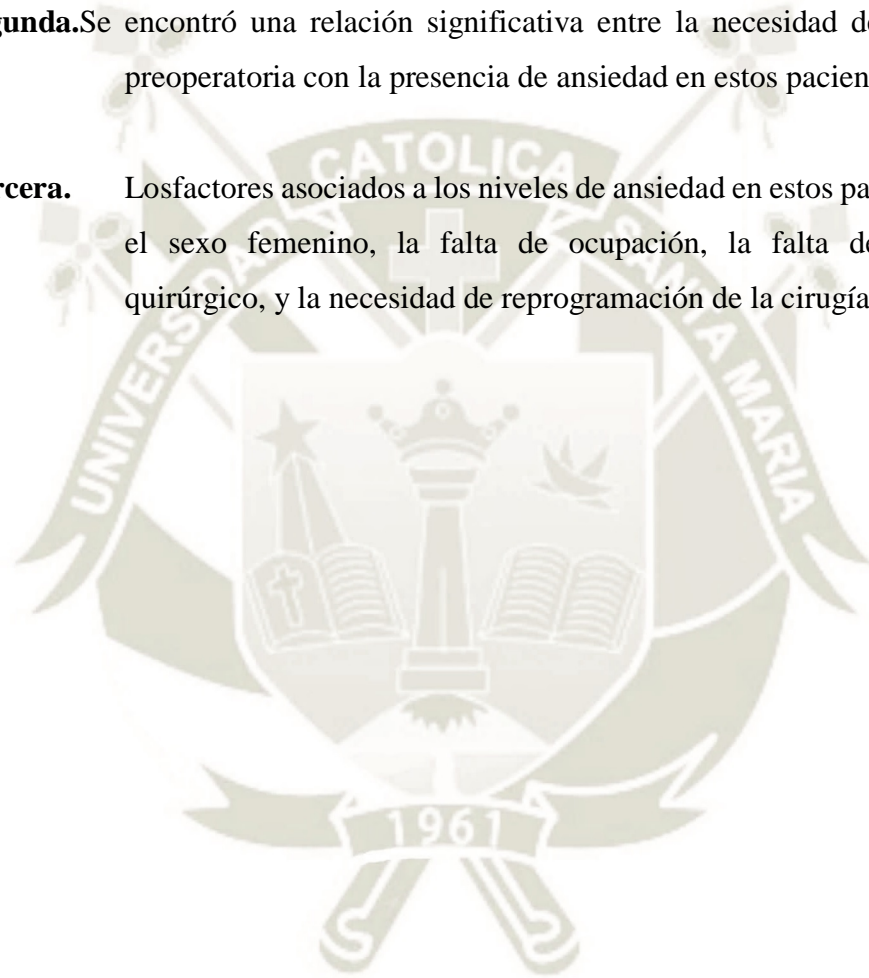 gunda.Se encontró una relación significativa entre la necesidad d
preoperatoria con la presencia de ansiedad en estos pacien
rcera. Losfactores asociados a los niveles de ansiedad en estos pa
el sexo femenino, la falta de ocupación, la falta de
quirúrgico, y la necesidad de reprogramación de la cirugía
UNIVERSIDAD CATOLICA SANTA MARIA
1961